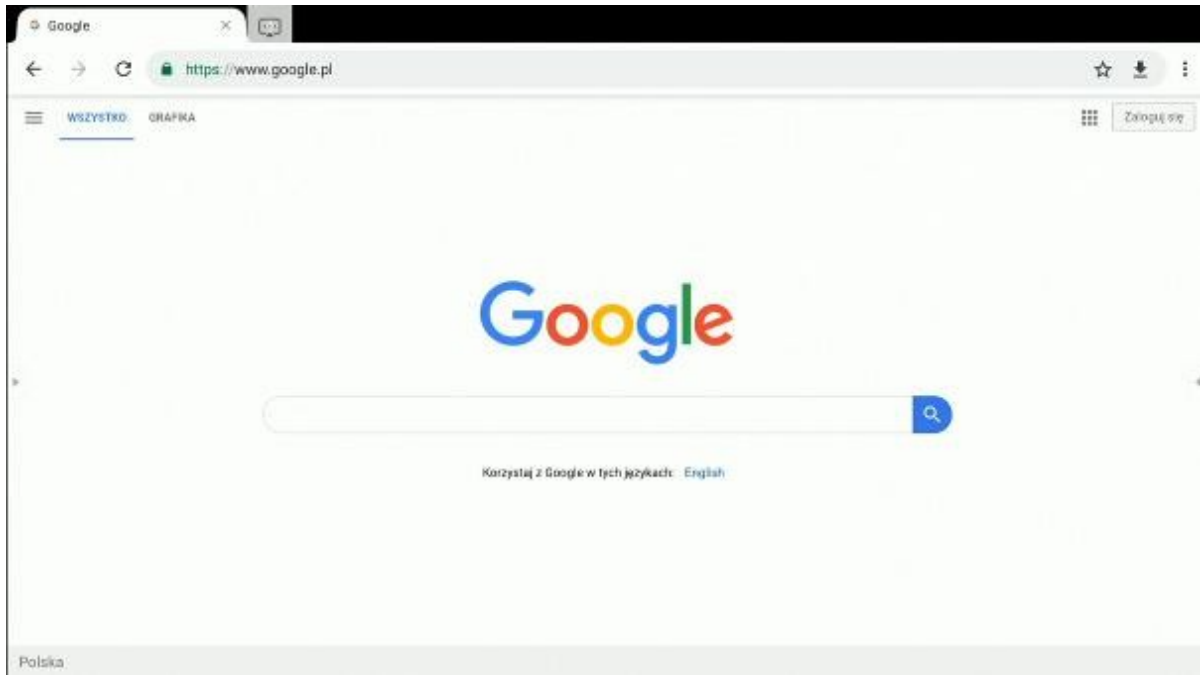 Google
https://www.google.pl
WSZYSTKO GRAFIKA
Zaloguj się
Google
Korzystaj z Google w tych językach: English
Polska